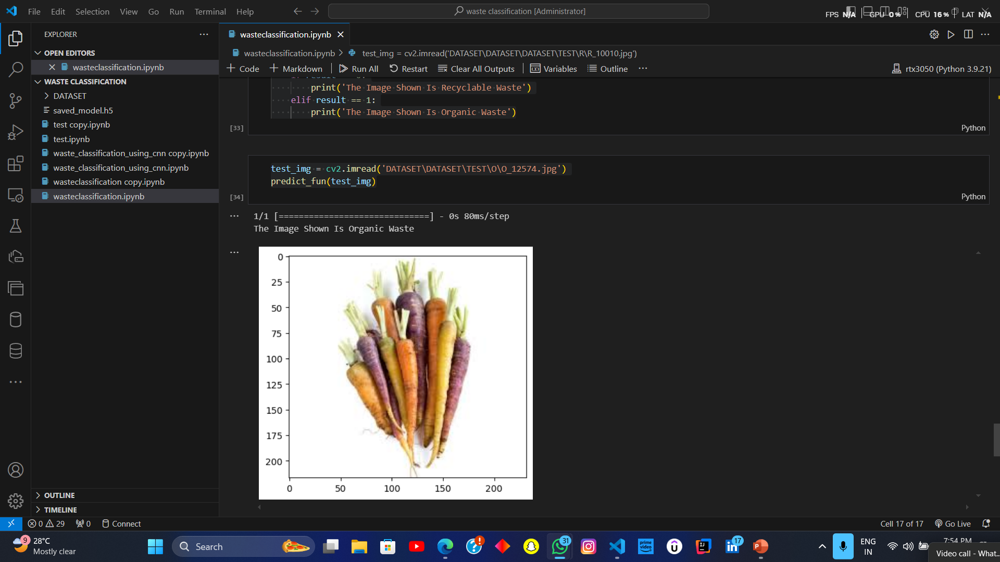 File Edit Selection View Go Run Terminal Help
waste classification [Administrator]
FPS N/A GPU 0% CPU 16% LAT N/A
EXPLORER
OPEN EDITORS
wasteclassification.ipynb
WASTE CLASSIFICATION
DATASET
saved_model.h5
test copy.ipynb
test.ipynb
waste_classification_using_cnn copy.ipynb
waste_classification_using_cnn.ipynb
wasteclassification copy.ipynb
wasteclassification.ipynb
OUTLINE
TIMELINE
wasteclassification.ipynb
wasteclassification.ipynb > test_img = cv2.imread('DATASET\DATASET\DATASET\TEST\R\R_10010.jpg')
+ Code + Markdown Run All Restart Clear All Outputs Variables Outline ...
rtx3050 (Python 3.9.21)
print('The Image Shown Is Recyclable Waste')
elif result == 1:
print('The Image Shown Is Organic Waste')
[33]
Python
test_img = cv2.imread('DATASET\DATASET\TEST\O\O_12574.jpg')
predict_fun(test_img)
[34]
Python
1/1 [==============================] - 0s 80ms/step
The Image Shown Is Organic Waste
0
25
50
75
100
125
150
175
200
0 50 100 150 200
0 29 0 Connect
Cell 17 of 17 Go Live
9 28°C
Mostly clear
Search
31
17
ENG
IN
7:54 PM
Video call - What...